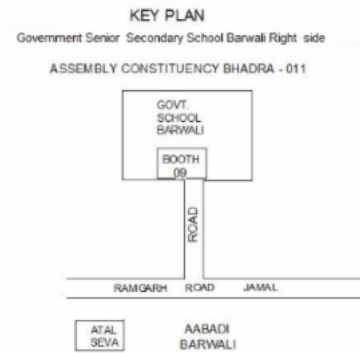 KEY PLAN
Government Senior Secondary School Barwali Right side
ASSEMBLY CONSTITUENCY BHADRA - 011
GOVT.
SCHOOL
BARWALI
BOOTH
09
ROAD
RAMGARH ROAD JAMAL
ATAL
SEVA
AABADI
BARWALI